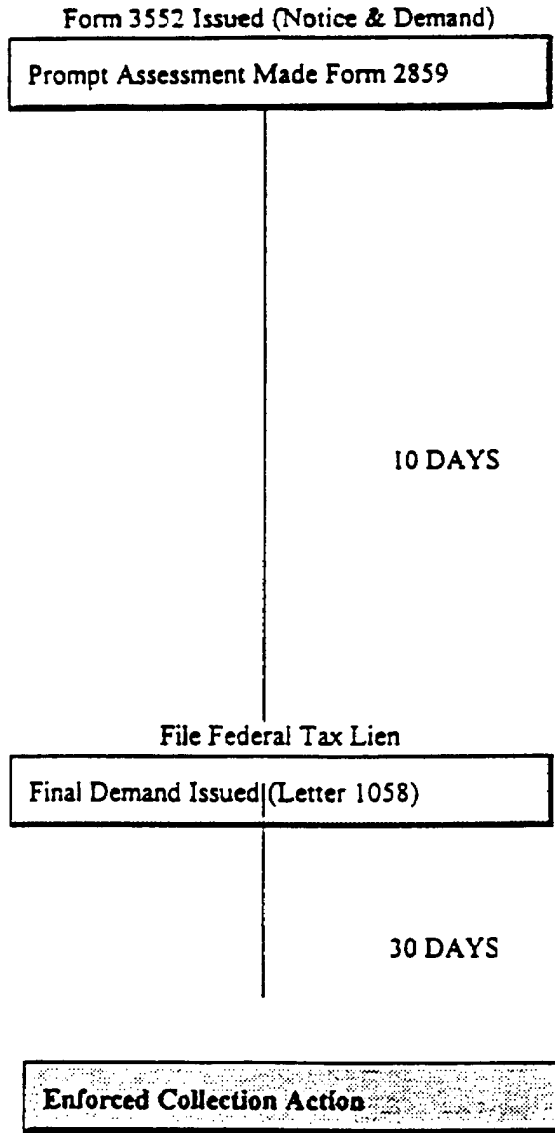 Form 3552 Issued (Notice & Demand)
Prompt Assessment Made Form 2859
10 DAYS
File Federal Tax Lien
Final Demand Issued (Letter 1058)
30 DAYS
Enforced Collection Action